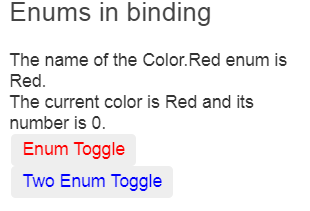 Enums in binding
The name of the Color.Red enum is
Red.
The current color is Red and its
number is 0.
Enum Toggle
Two Enum Toggle